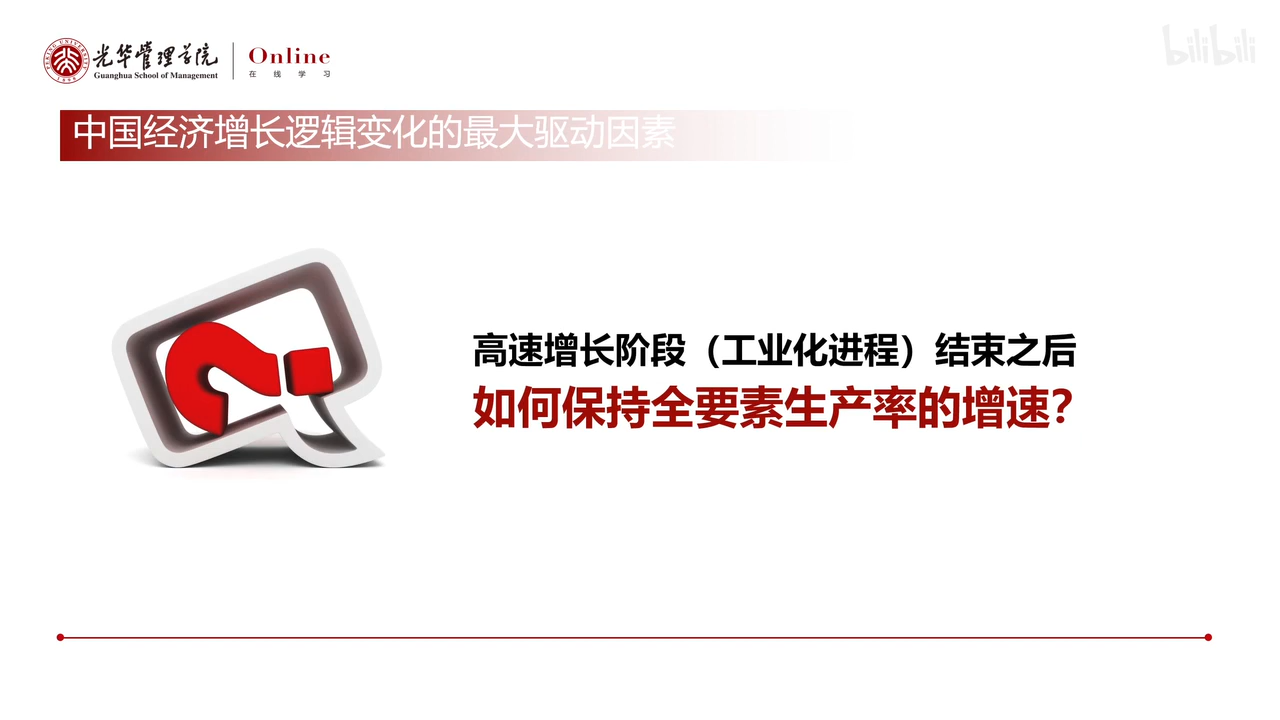 光华管理学院
Guanghua School of Management
Online
在线学习
bilibili
中国经济增长逻辑变化的最大驱动因素
高速增长阶段（工业化进程）结束之后
如何保持全要素生产率的增速？